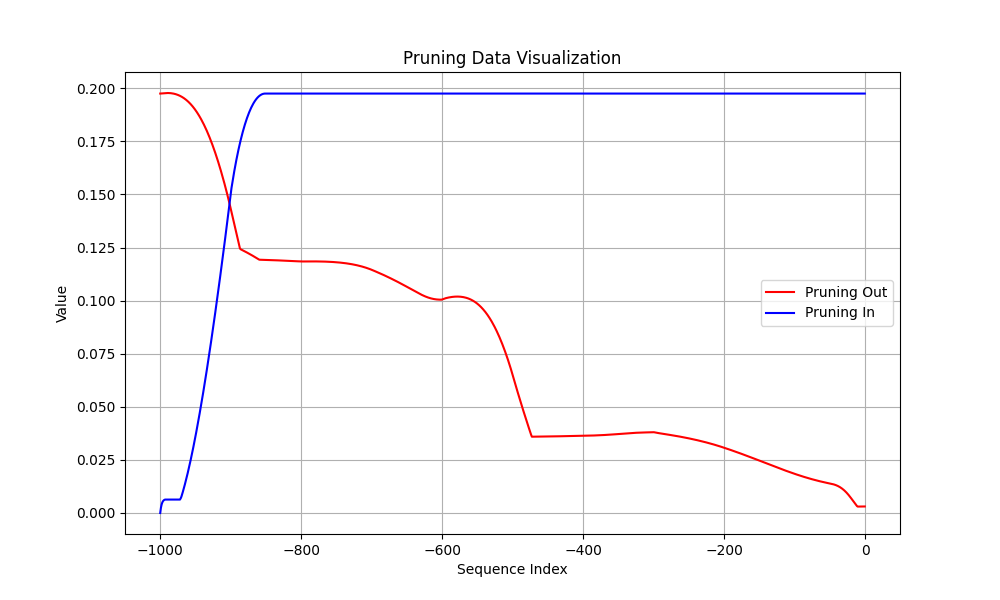 Pruning Data Visualization
Value
0.200
0.175
0.150
0.125
0.100
0.075
0.050
0.025
0.000
Pruning Out
Pruning In
−1000 −800 −600 −400 −200 0
Sequence Index